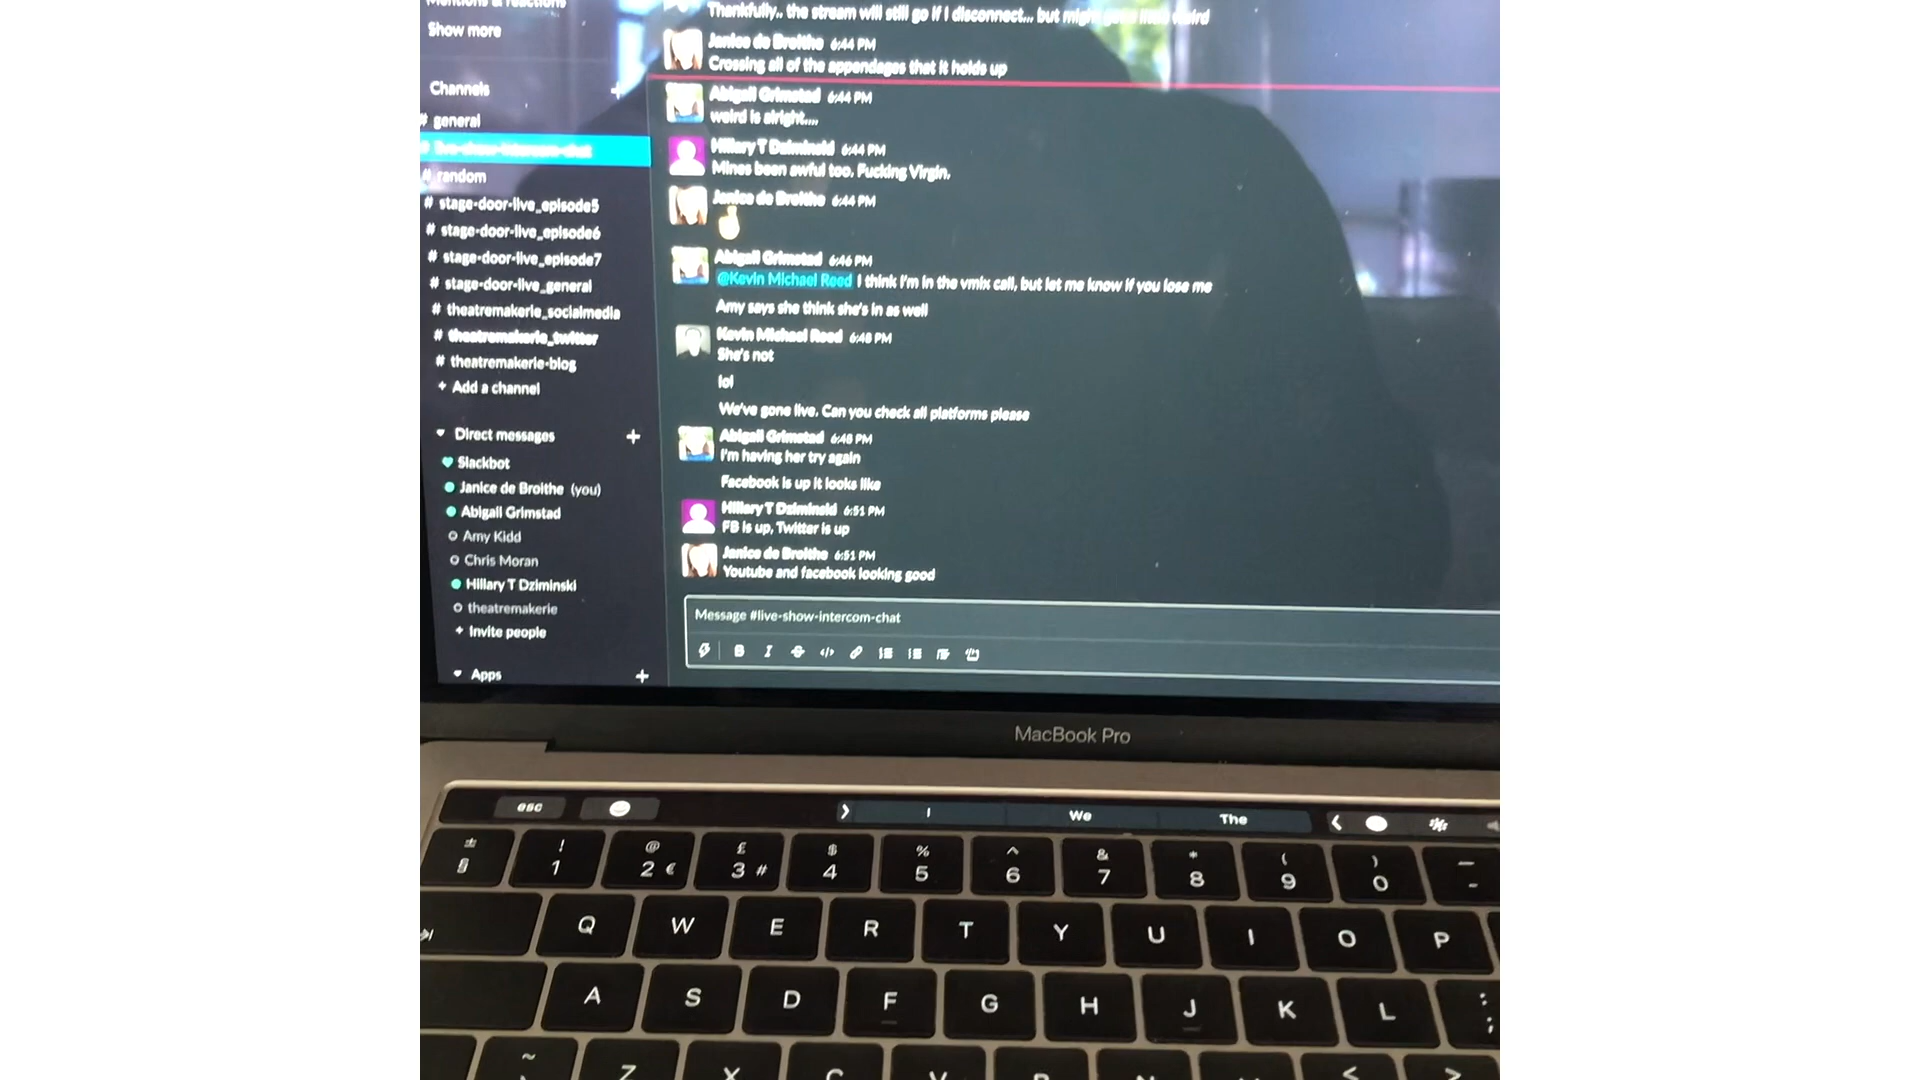 Mentions & reactions
Show more
Channels +
# general
live-show-intercom-chat
# random
# stage-door-live_episode5
# stage-door-live_episode6
# stage-door-live_episode7
# stage-door-live_general
# theatremakerie_socialmedia
# theatremakerie_twitter
# theatremakerie-blog
+ Add a channel
Direct messages +
Slackbot
Janice de Broithe (you)
Abigail Grimstad
Amy Kidd
Chris Moran
Hillary T Dziminski
theatremakerie
+ Invite people
Apps +
Thankfully.. the stream will still go if I disconnect... but might
Janice de Broithe 6:44 PM
Crossing all of the appendages that it holds up
Abigail Grimstad 6:44 PM
weird is alright....
Hillary T Dziminski 6:44 PM
Mines been awful too. Fucking Virgin.
Janice de Broithe 6:44 PM
Abigail Grimstad 6:46 PM
@Kevin Michael Reed I think I'm in the vmix call, but let me know if you lose me
Amy says she think she's in as well
Kevin Michael Reed 6:48 PM
She's not
lol
We've gone live. Can you check all platforms please
Abigail Grimstad 6:48 PM
I'm having her try again
Facebook is up it looks like
Hillary T Dziminski 6:51 PM
FB is up, Twitter is up
Janice de Broithe 6:51 PM
Youtube and facebook looking good
Message #live-show-intercom-chat
B I S </>
MacBook Pro
esc I We The
± § ! 1 @ 2 € £ 3 # $ 4 % 5 ^ 6 & 7 * 8 ( 9 ) 0 _ -
Q W E R T Y U I O P
A S D F G H J K L : ;
~ ` Z X C V B N M < >